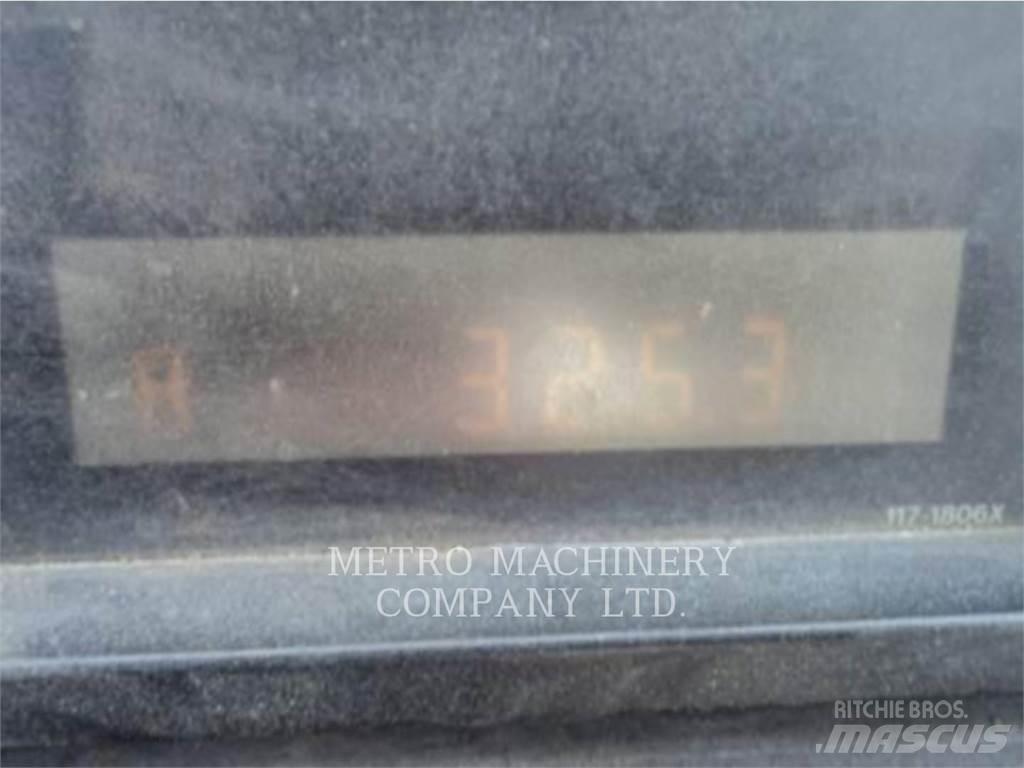 A 3253
117-1806X
METRO MACHINERY
COMPANY LTD.
RITCHIE BROS.
MASCUS